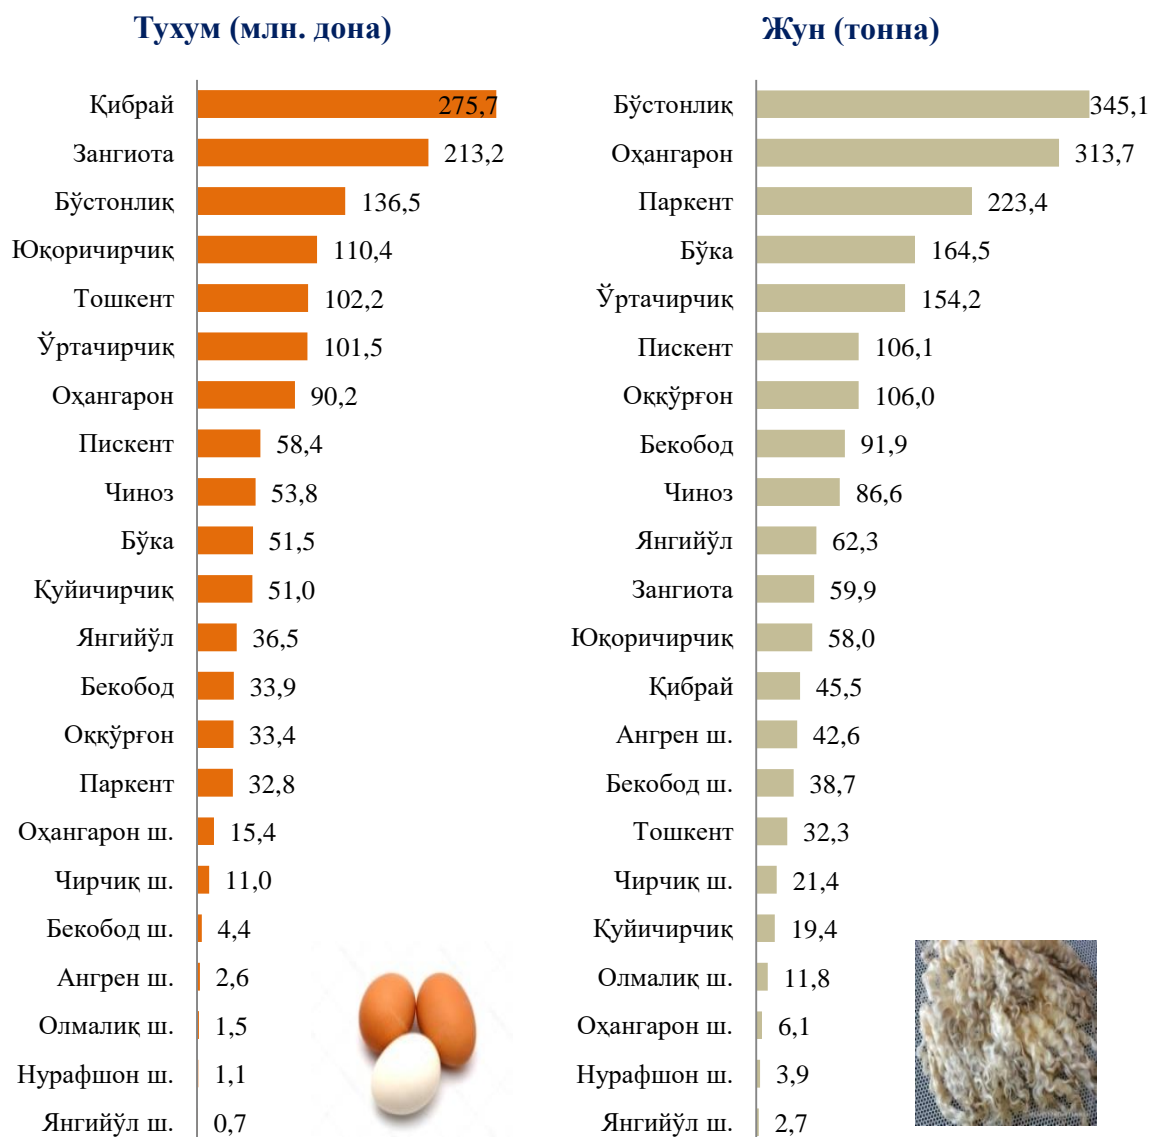 Тухум (млн. дона)
Қибрай 275,7
Зангиота 213,2
Бўстонлиқ 136,5
Юқоричирчиқ 110,4
Тошкент 102,2
Ўртачирчиқ 101,5
Оҳангарон 90,2
Пискент 58,4
Чиноз 53,8
Бўка 51,5
Қуйичирчиқ 51,0
Янгийўл 36,5
Бекобод 33,9
Оққўрғон 33,4
Паркент 32,8
Оҳангарон ш. 15,4
Чирчиқ ш. 11,0
Бекобод ш. 4,4
Ангрен ш. 2,6
Олмалиқ ш. 1,5
Нурафшон ш. 1,1
Янгийўл ш. 0,7
Жун (тонна)
Бўстонлиқ 345,1
Оҳангарон 313,7
Паркент 223,4
Бўка 164,5
Ўртачирчиқ 154,2
Пискент 106,1
Оққўрғон 106,0
Бекобод 91,9
Чиноз 86,6
Янгийўл 62,3
Зангиота 59,9
Юқоричирчиқ 58,0
Қибрай 45,5
Ангрен ш. 42,6
Бекобод ш. 38,7
Тошкент 32,3
Чирчиқ ш. 21,4
Қуйичирчиқ 19,4
Олмалиқ ш. 11,8
Оҳангарон ш. 6,1
Нурафшон ш. 3,9
Янгийўл ш. 2,7